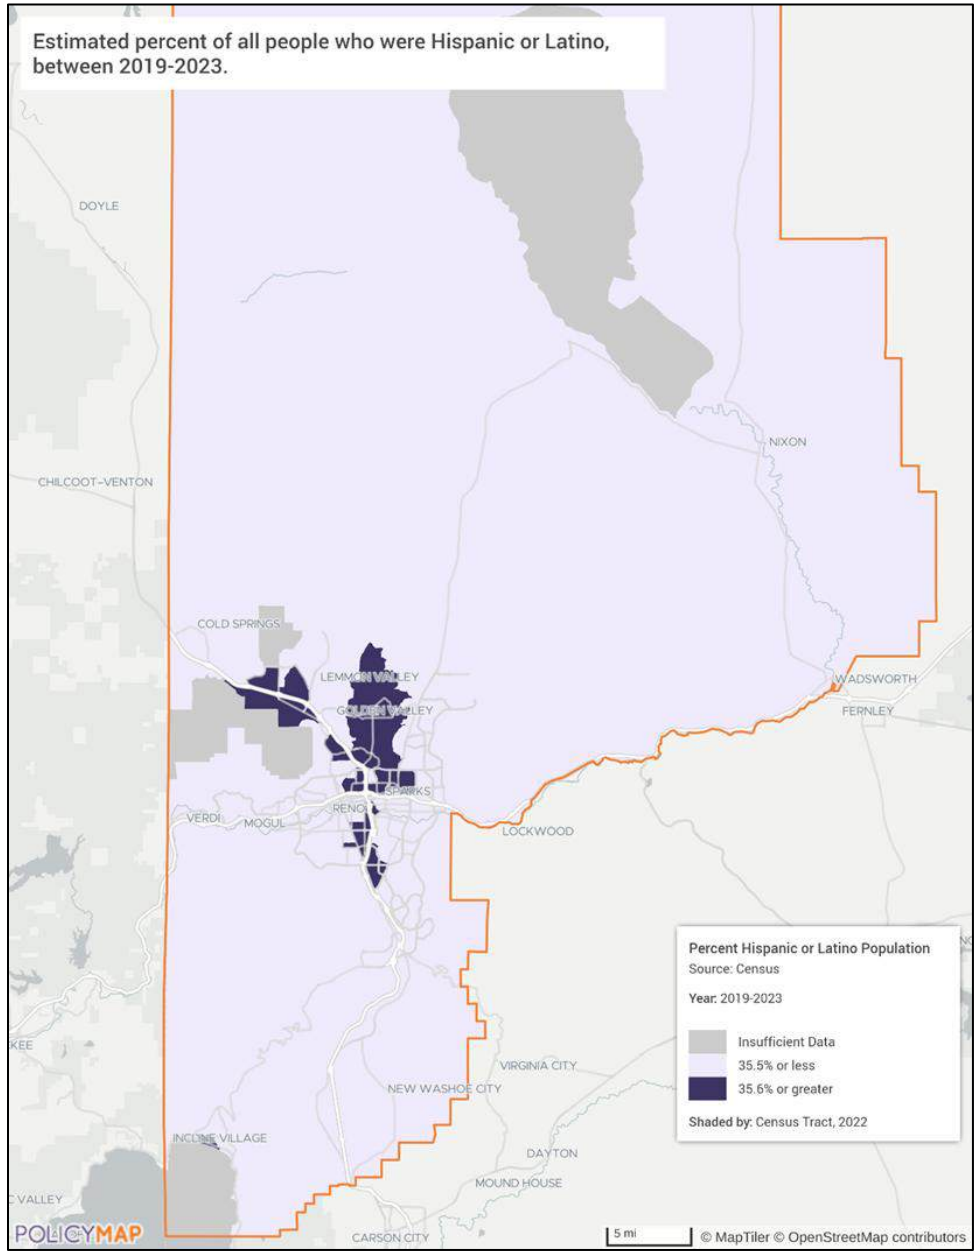 Estimated percent of all people who were Hispanic or Latino,
between 2019-2023.
DOYLE
NIXON
CHILCOOT-VENTON
COLD SPRINGS
LEMMON VALLEY
WADSWORTH
GOLDEN VALLEY
FERNLEY
SPARKS
RENO
VERDI
MOGUL
LOCKWOOD
Percent Hispanic or Latino Population
Source: Census
Year: 2019-2023
Insufficient Data
35.5% or less
35.6% or greater
Shaded by: Census Tract, 2022
KEE
VIRGINIA CITY
NEW WASHOE CITY
INCLINE VILLAGE
DAYTON
MOUND HOUSE
C VALLEY
POLICYMAP
CARSON CITY
5 mi
© MapTiler © OpenStreetMap contributors